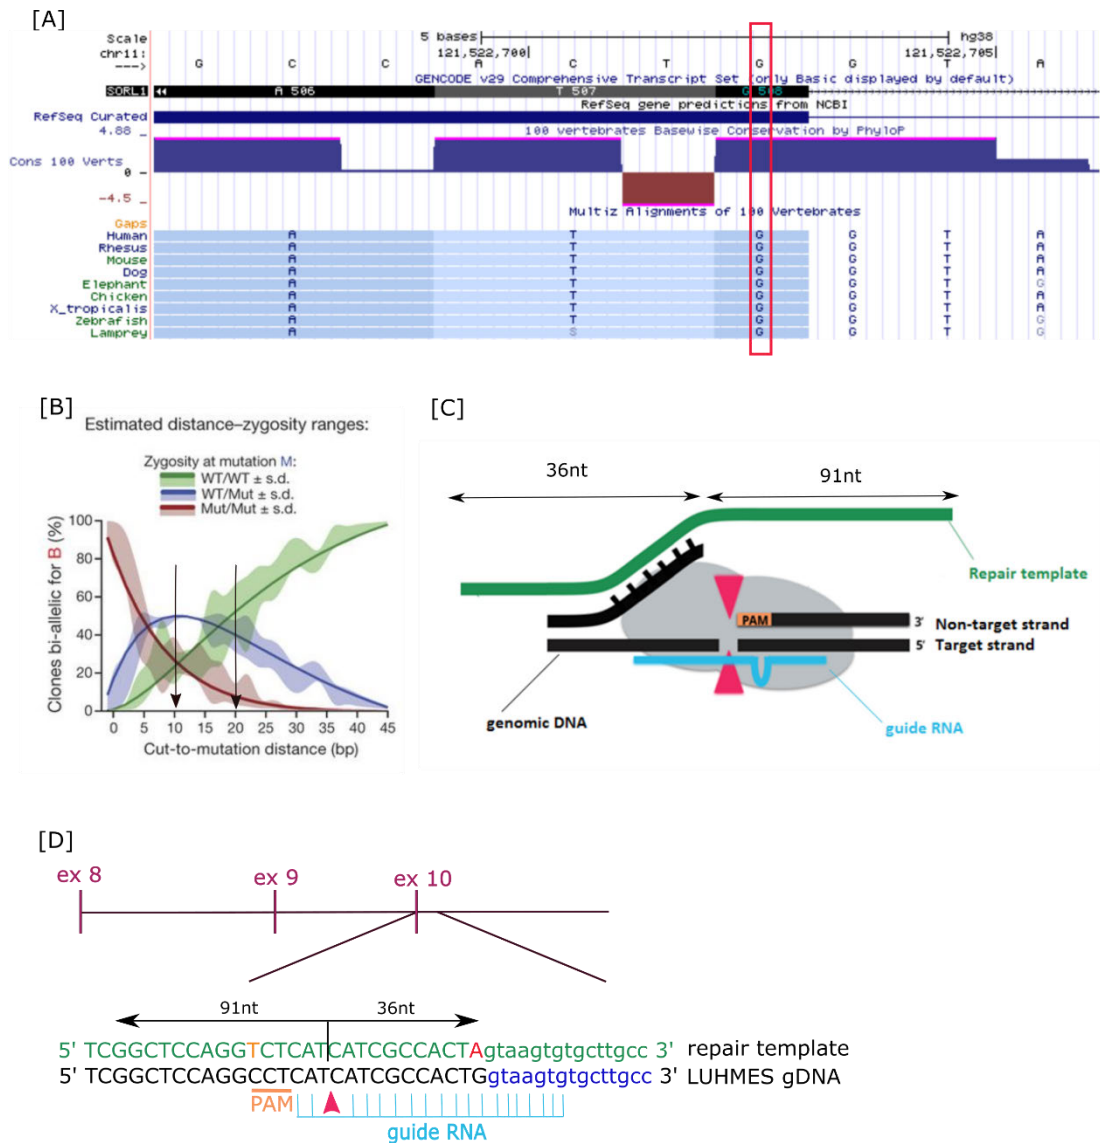 [A]
Scale 5 bases hg38
chr11: 121,522,700 121,522,705
---> G C C A C T G G T A
GENCODE v29 Comprehensive Transcript Set (only Basic displayed by default)
SORL1 A 506 T 507 G 508
RefSeq gene predictions from NCBI
RefSeq Curated
4.88 _ 100 vertebrates Basewise Conservation by PhyloP
Cons 100 Verts
0 -
-4.5 _
Multiz Alignments of 100 Vertebrates
Gaps
Human A T G G T A
Rhesus A T G G T A
Mouse A T G G T A
Dog A T G G T A
Elephant A T G G T G
Chicken A T G G T A
X_tropicalis A T G G T A
Zebrafish A T G G T G
Lamprey A S G G T G
[B]
Estimated distance–zygosity ranges:
Zygosity at mutation M:
WT/WT ± s.d.
WT/Mut ± s.d.
Mut/Mut ± s.d.
Clones bi-allelic for B (%)
100
80
60
40
20
0
0 5 10 15 20 25 30 35 40 45
Cut-to-mutation distance (bp)
[C]
36nt 91nt
Repair template
PAM 3' Non-target strand
5' Target strand
genomic DNA
guide RNA
[D]
ex 8 ex 9 ex 10
91nt 36nt
5' TCGGCTCCAGGTCTCATCATCGCCACTAgtaagtgtgcttgcc 3' repair template
5' TCGGCTCCAGGCCTCATCATCGCCACTGgtaagtgtgcttgcc 3' LUHMES gDNA
PAM
guide RNA